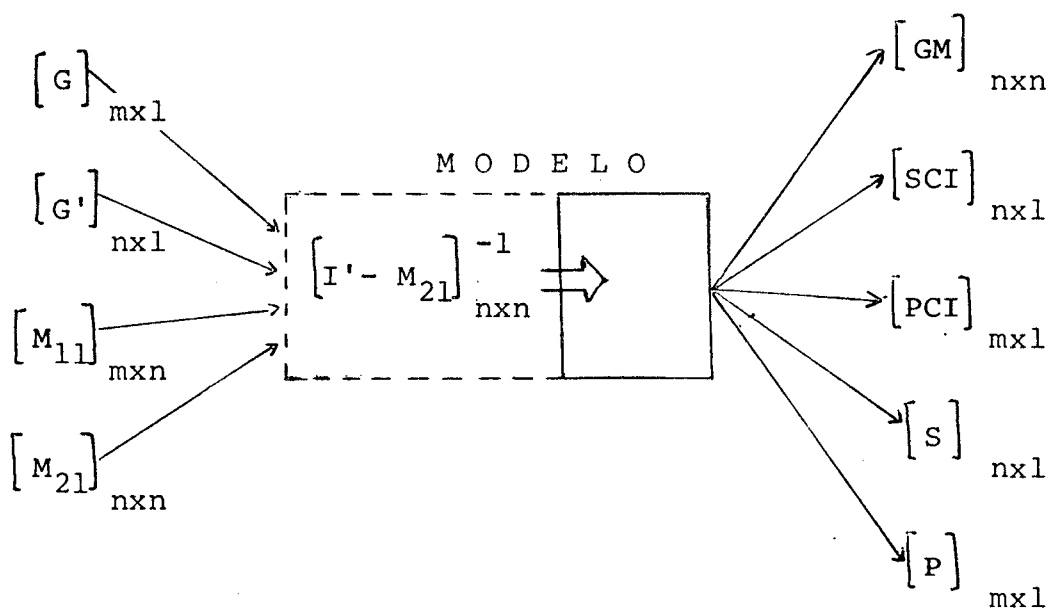 [G] mx1
[G'] nx1
[M11] mxn
[M21] nxn
M O D E L O
[I'- M21]-1 nxn
[GM] nxn
[SCI] nx1
[PCI] mx1
[S] nx1
[P] mx1